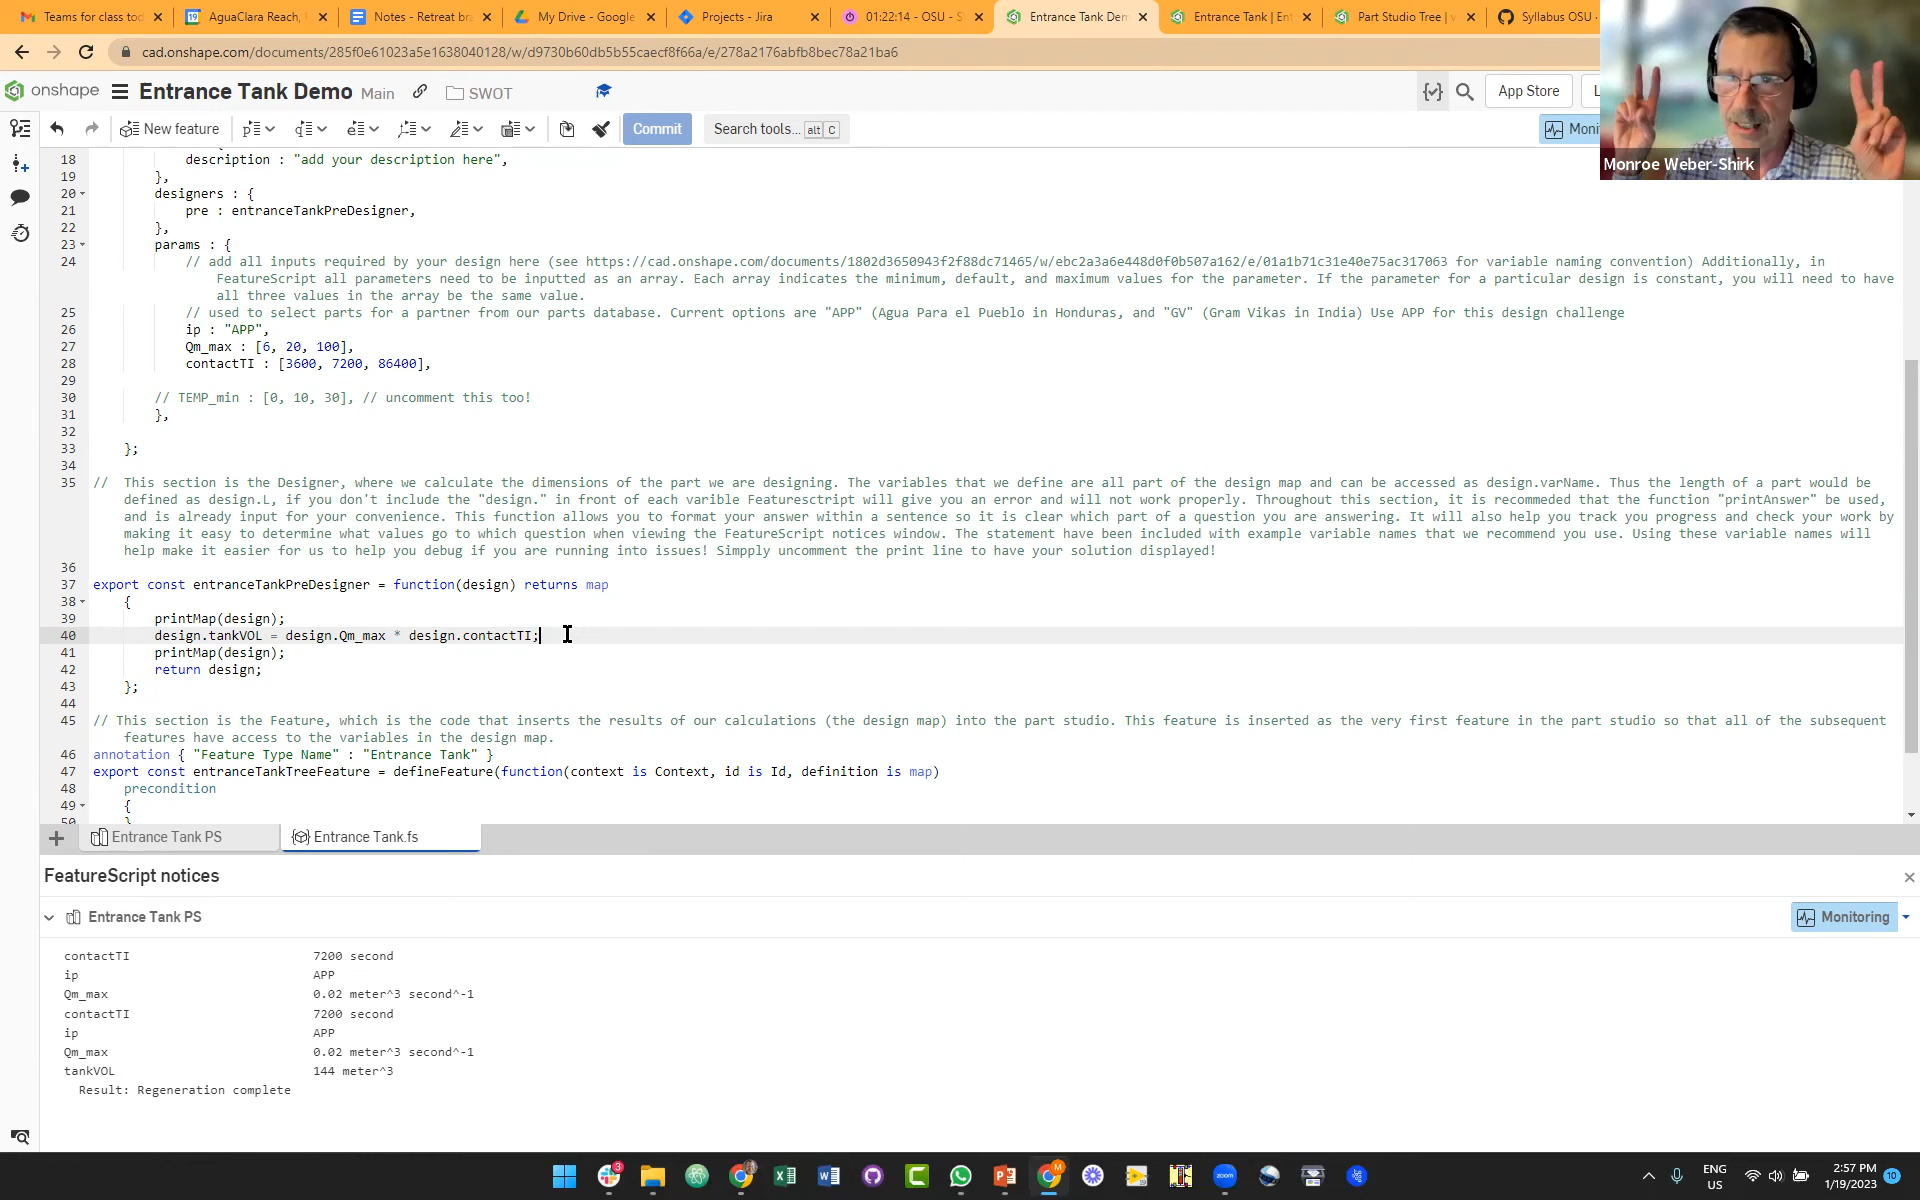 Teams for class tod
AguaClara Reach,
Notes - Retreat bra
My Drive - Google
Projects - Jira
01:22:14 - OSU - S
Entrance Tank Dem
Entrance Tank | Ent
Part Studio Tree | v
Syllabus OSU
cad.onshape.com/documents/285f0e61023a5e1638040128/w/d9730b60db5b55caecf8f66a/e/278a2176abfb8bec78a21ba6
onshape
Entrance Tank Demo
Main
SWOT
App Store
New feature
Commit
Search tools... alt C
Moni
Monroe Weber-Shirk
18 description : "add your description here",
19 },
20 designers : {
21 pre : entranceTankPreDesigner,
22 },
23 params : {
24 // add all inputs required by your design here (see https://cad.onshape.com/documents/1802d3650943f2f88dc71465/w/ebc2a3a6e448d0f0b507a162/e/01a1b71c31e40e75ac317063 for variable naming convention) Additionally, in
FeatureScript all parameters need to be inputted as an array. Each array indicates the minimum, default, and maximum values for the parameter. If the parameter for a particular design is constant, you will need to have
all three values in the array be the same value.
25 // used to select parts for a partner from our parts database. Current options are "APP" (Agua Para el Pueblo in Honduras, and "GV" (Gram Vikas in India) Use APP for this design challenge
26 ip : "APP",
27 Qm_max : [6, 20, 100],
28 contactTI : [3600, 7200, 86400],
29
30 // TEMP_min : [0, 10, 30], // uncomment this too!
31 },
32
33 };
34
35 // This section is the Designer, where we calculate the dimensions of the part we are designing. The variables that we define are all part of the design map and can be accessed as design.varName. Thus the length of a part would be
defined as design.L, if you don't include the "design." in front of each varible Featuresctript will give you an error and will not work properly. Throughout this section, it is recommeded that the function "printAnswer" be used,
and is already input for your convenience. This function allows you to format your answer within a sentence so it is clear which part of a question you are answering. It will also help you track you progress and check your work by
making it easy to determine what values go to which question when viewing the FeatureScript notices window. The statement have been included with example variable names that we recommend you use. Using these variable names will
help make it easier for us to help you debug if you are running into issues! Simpply uncomment the print line to have your solution displayed!
36
37 export const entranceTankPreDesigner = function(design) returns map
38 {
39 printMap(design);
40 design.tankVOL = design.Qm_max * design.contactTI;
41 printMap(design);
42 return design;
43 };
44
45 // This section is the Feature, which is the code that inserts the results of our calculations (the design map) into the part studio. This feature is inserted as the very first feature in the part studio so that all of the subsequent
features have access to the variables in the design map.
46 annotation { "Feature Type Name" : "Entrance Tank" }
47 export const entranceTankTreeFeature = defineFeature(function(context is Context, id is Id, definition is map)
48 precondition
49 {
50 }
Entrance Tank PS
Entrance Tank.fs
FeatureScript notices
Entrance Tank PS
Monitoring
contactTI 7200 second
ip APP
Qm_max 0.02 meter^3 second^-1
contactTI 7200 second
ip APP
Qm_max 0.02 meter^3 second^-1
tankVOL 144 meter^3
Result: Regeneration complete
ENG
US
2:57 PM
1/19/2023
10